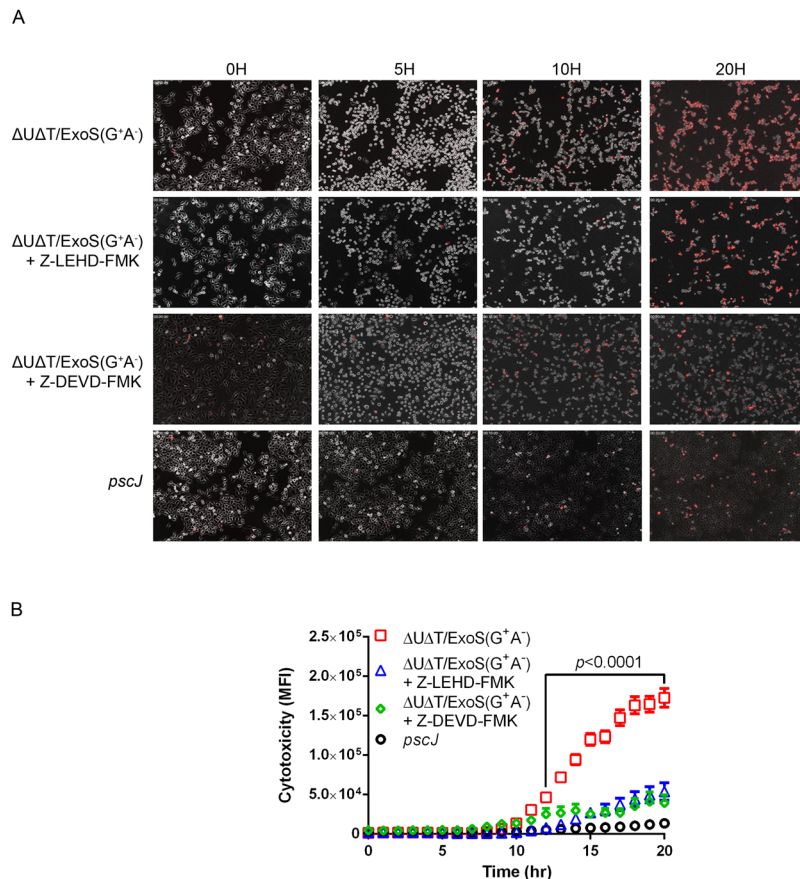 A
0H 5H 10H 20H
ΔUΔT/ExoS(G⁺A⁻)
ΔUΔT/ExoS(G⁺A⁻)
+ Z-LEHD-FMK
ΔUΔT/ExoS(G⁺A⁻)
+ Z-DEVD-FMK
pscJ
B
2.5×10⁵
2.0×10⁵
1.5×10⁵
1.0×10⁵
5.0×10⁴
0
Cytotoxicity (MFI)
ΔUΔT/ExoS(G⁺A⁻)
ΔUΔT/ExoS(G⁺A⁻)
+ Z-LEHD-FMK
ΔUΔT/ExoS(G⁺A⁻)
+ Z-DEVD-FMK
pscJ
p<0.0001
0 5 10 15 20
Time (hr)